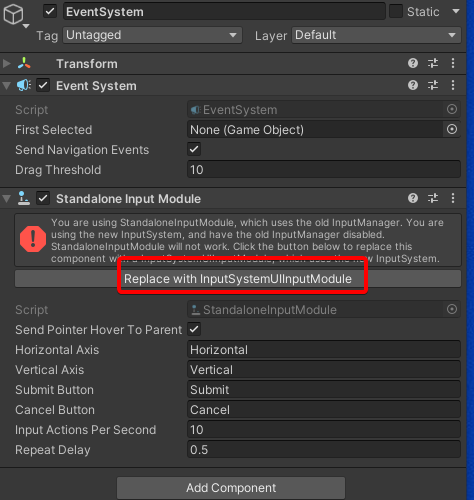 EventSystem
Static
Tag Untagged Layer Default
Transform
Event System
Script EventSystem
First Selected None (Game Object)
Send Navigation Events
Drag Threshold 10
Standalone Input Module
You are using StandaloneInputModule, which uses the old InputManager. You are
using the new InputSystem, and have the old InputManager disabled.
StandaloneInputModule will not work. Click the button below to replace this
component with a InputSystemUIInputModule, which uses the new InputSystem.
Replace with InputSystemUIInputModule
Script StandaloneInputModule
Send Pointer Hover To Parent
Horizontal Axis Horizontal
Vertical Axis Vertical
Submit Button Submit
Cancel Button Cancel
Input Actions Per Second 10
Repeat Delay 0.5
Add Component